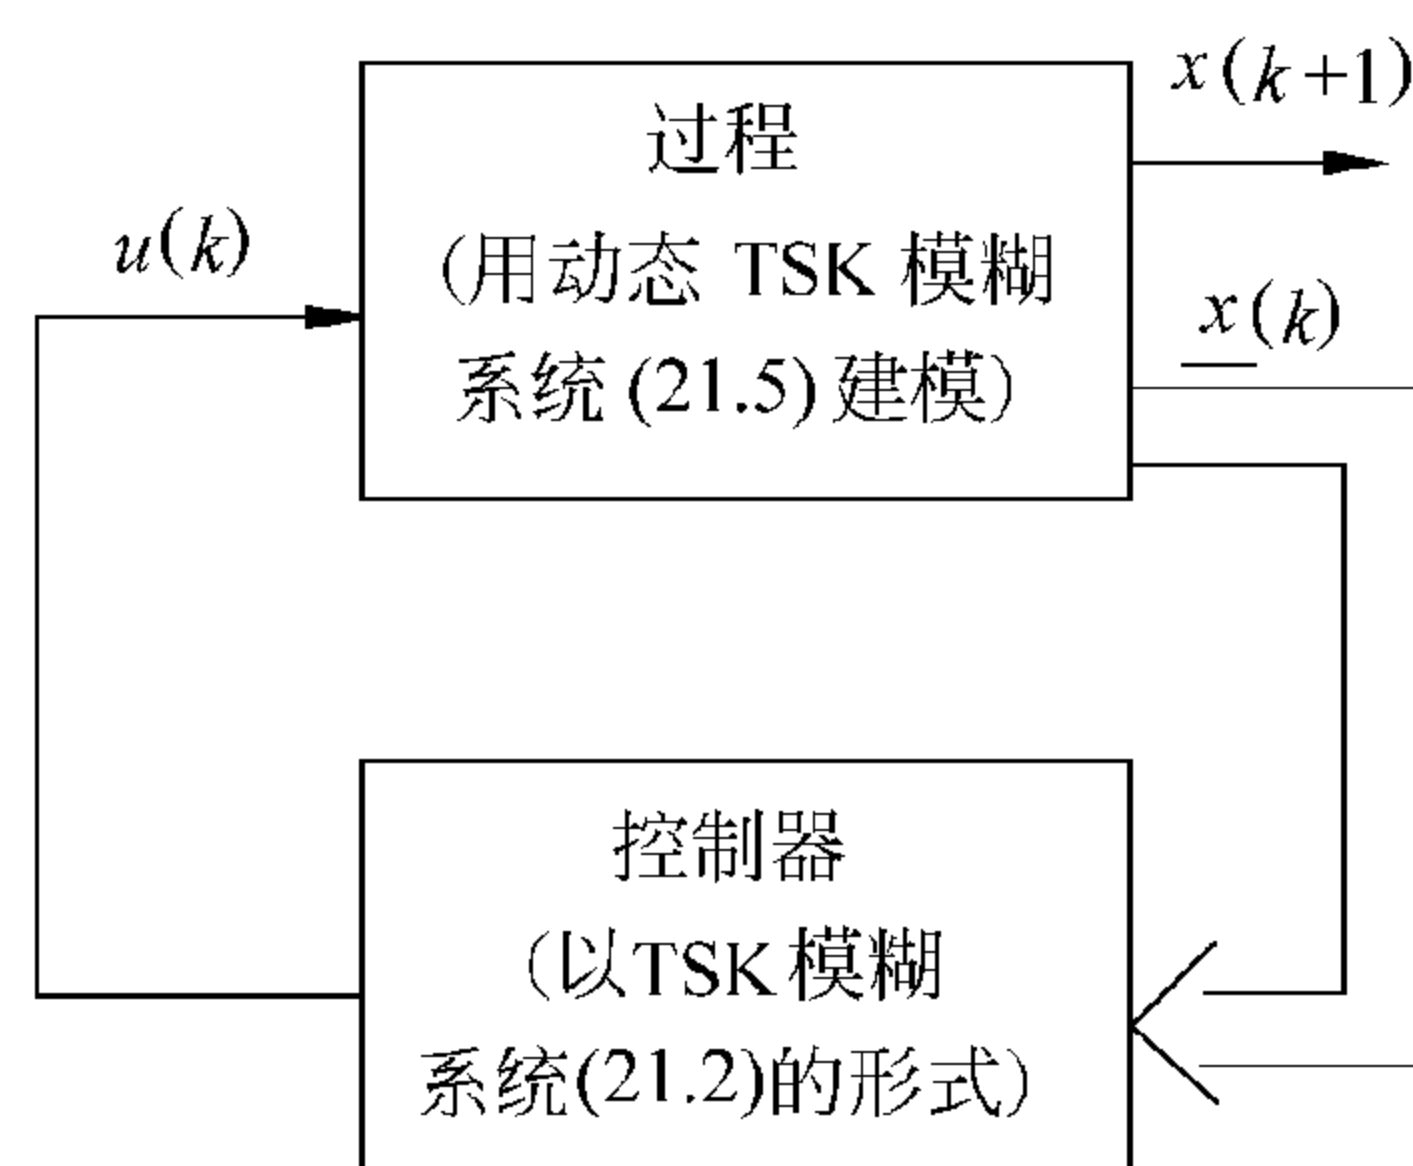 x(k+1)
过程
u(k)
(用动态 TSK 模糊
系统(21.5)建模)
x(k)
控制器
(以TSK模糊
系统(21.2)的形式)